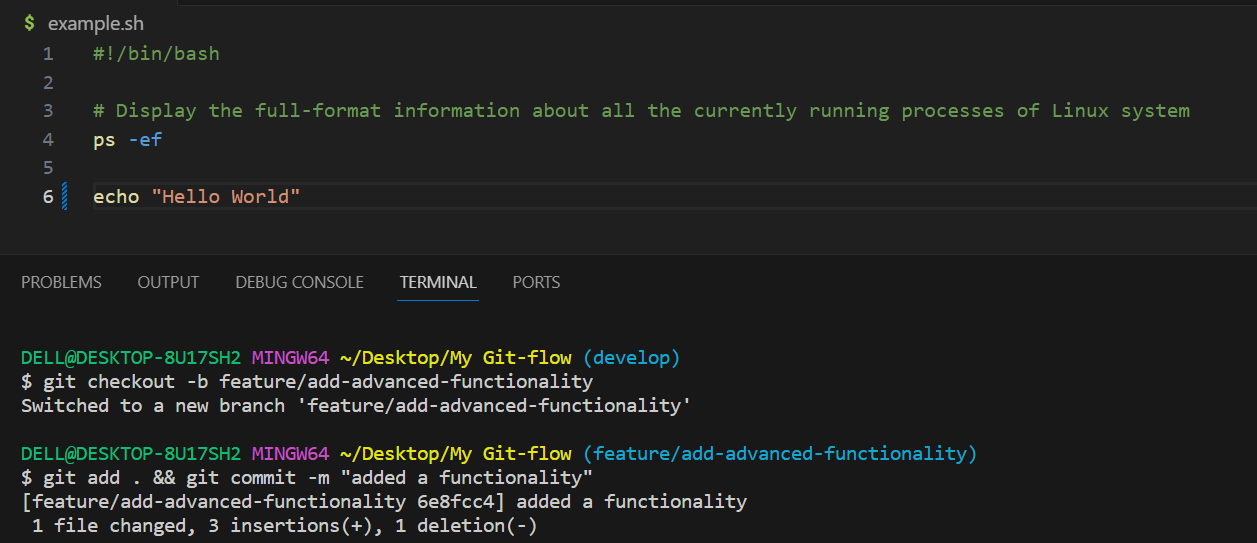 $ example.sh
1 #!/bin/bash
2
3 # Display the full-format information about all the currently running processes of Linux system
4 ps -ef
5
6 echo "Hello World"
PROBLEMS OUTPUT DEBUG CONSOLE TERMINAL PORTS
DELL@DESKTOP-8U17SH2 MINGW64 ~/Desktop/My Git-flow (develop)
$ git checkout -b feature/add-advanced-functionality
Switched to a new branch 'feature/add-advanced-functionality'
DELL@DESKTOP-8U17SH2 MINGW64 ~/Desktop/My Git-flow (feature/add-advanced-functionality)
$ git add . && git commit -m "added a functionality"
[feature/add-advanced-functionality 6e8fcc4] added a functionality
 1 file changed, 3 insertions(+), 1 deletion(-)